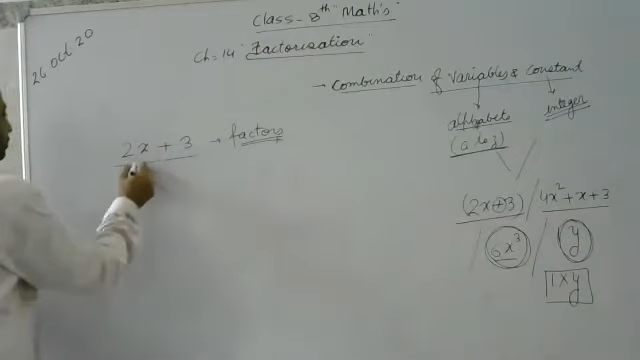 Class - 8th Math's
26 Oct 20
Ch = 14 "Factorisation"
→ Combination of Variables & Constant
alphabets integer
(a to z)
2x + 3 → factors
(2x+3) / 4x² + x + 3
6x³ / y
1 x y